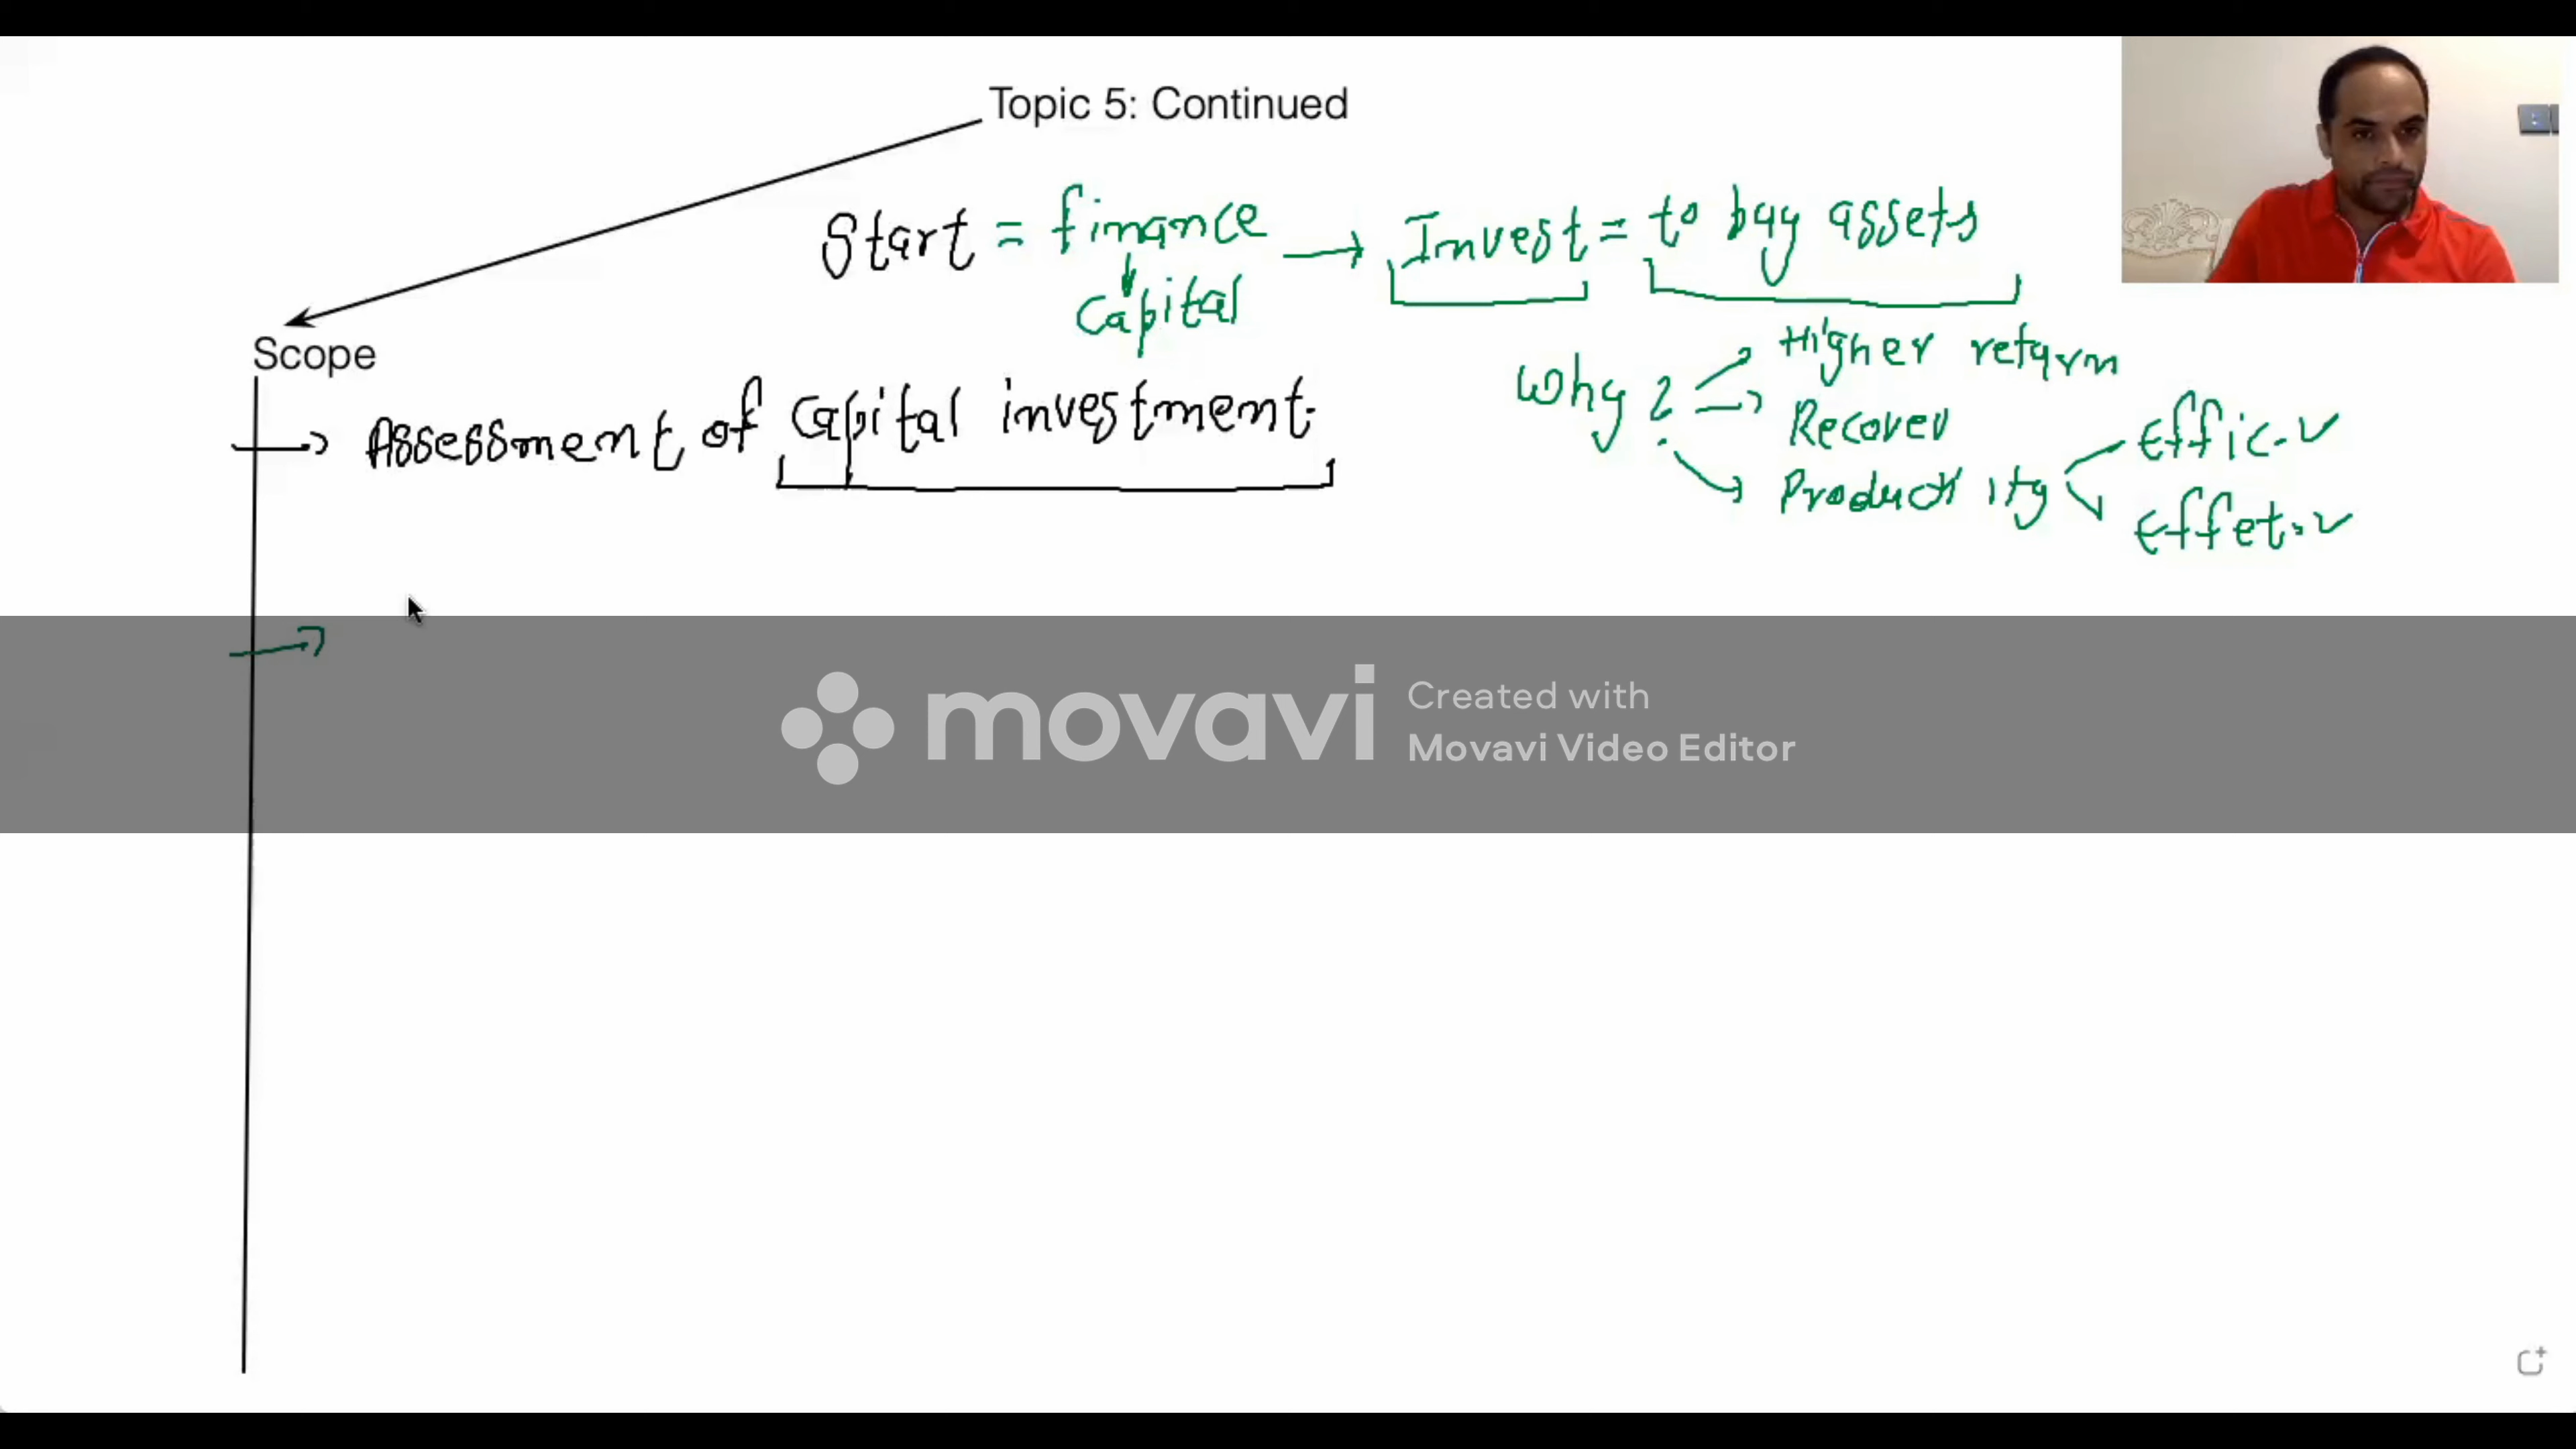 Topic 5: Continued
Start = finance → Invest = to buy assets
Capital
Scope
Why? → Higher return
→ Assessment of Capital investment.
→ Recover
→ Productivity
Effic. ✓
Effet. ✓
movavi
Created with
Movavi Video Editor